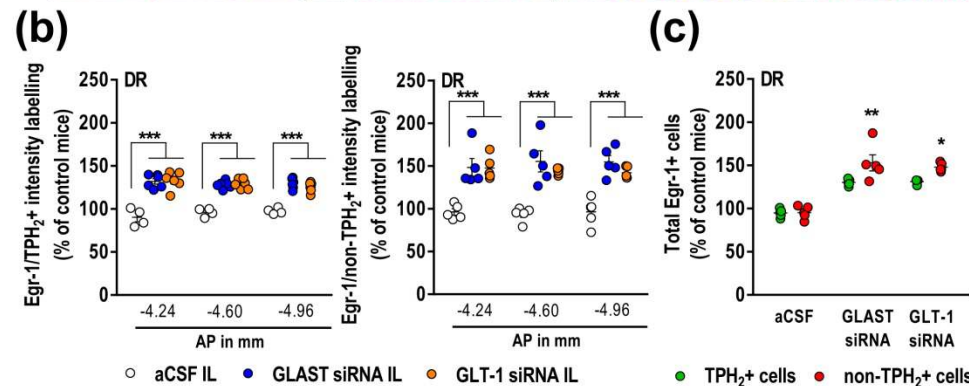 (b)
Egr-1/TPH₂+ intensity labelling
(% of control mice)
250
200
150
100
50
0
DR
***
***
***
-4.24
-4.60
-4.96
AP in mm
Egr-1/non-TPH₂+ intensity labelling
(% of control mice)
250
200
150
100
50
0
DR
***
***
***
-4.24
-4.60
-4.96
AP in mm
aCSF IL
GLAST siRNA IL
GLT-1 siRNA IL
(c)
Total Egr-1+ cells
(% of control mice)
250
200
150
100
50
0
DR
**
*
aCSF
GLAST
siRNA
GLT-1
siRNA
TPH₂+ cells
non-TPH₂+ cells